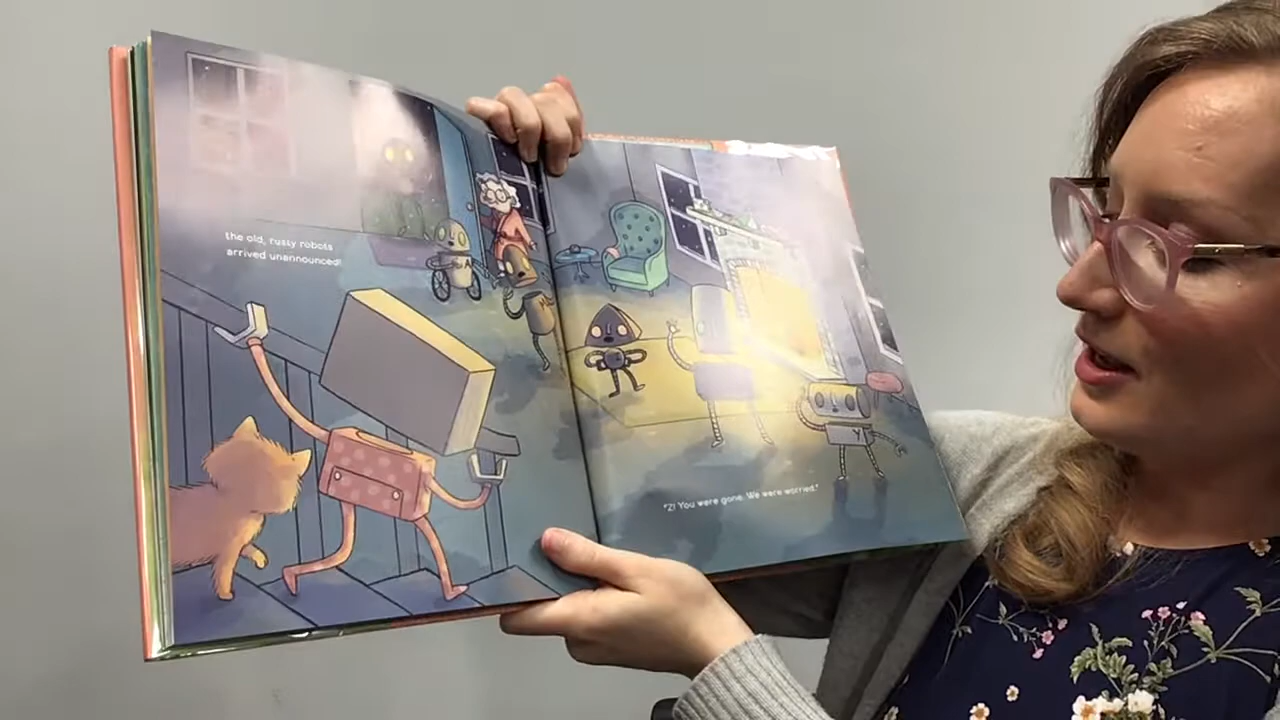 the old, rusty robots
arrived unannounced!
"Z! You were gone. We were worried."
A
M
Y